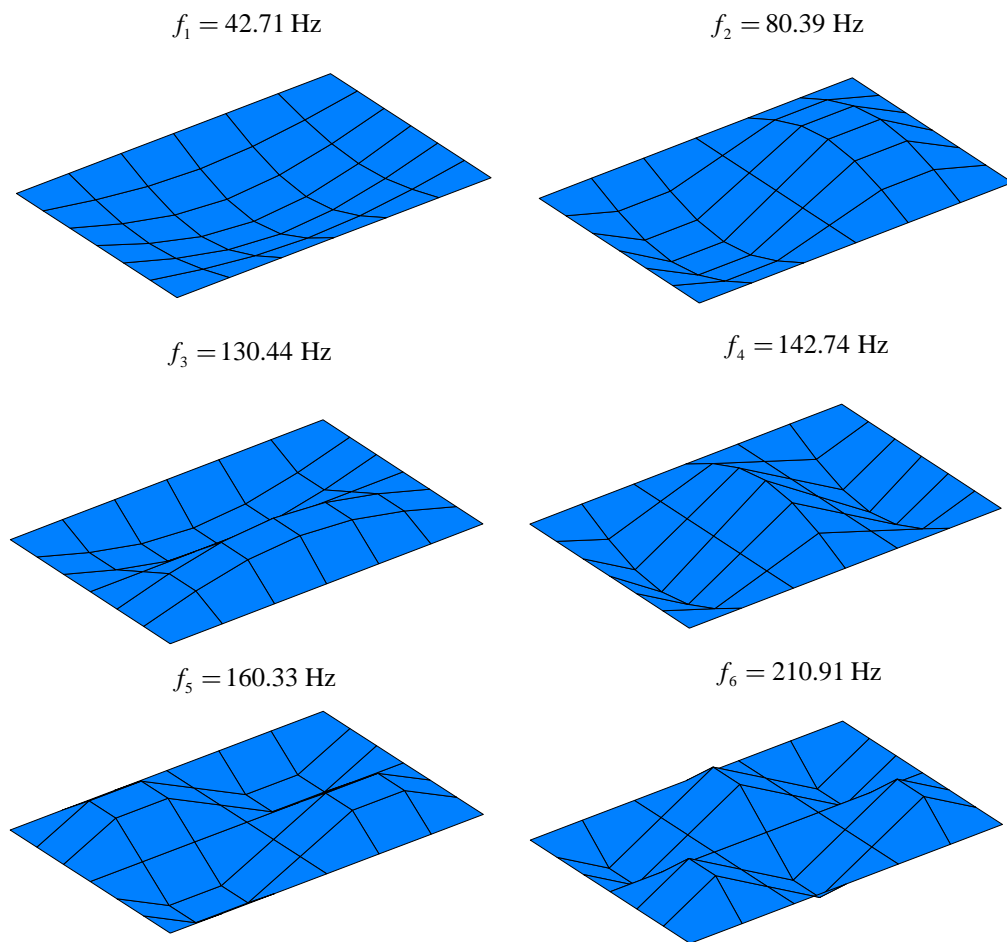 f₁ = 42.71 Hz
f₂ = 80.39 Hz
f₃ = 130.44 Hz
f₄ = 142.74 Hz
f₅ = 160.33 Hz
f₆ = 210.91 Hz